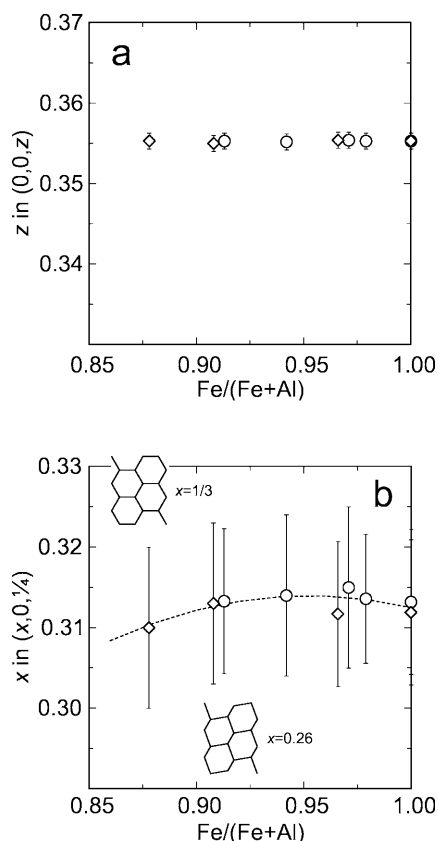 0.37
a
0.36
0.35
0.34
z in (0,0,z)
0.85
0.90
0.95
1.00
Fe/(Fe+Al)
0.33
b
x=1/3
0.32
0.31
0.30
x in (x,0,¼)
x=0.26
0.85
0.90
0.95
1.00
Fe/(Fe+Al)